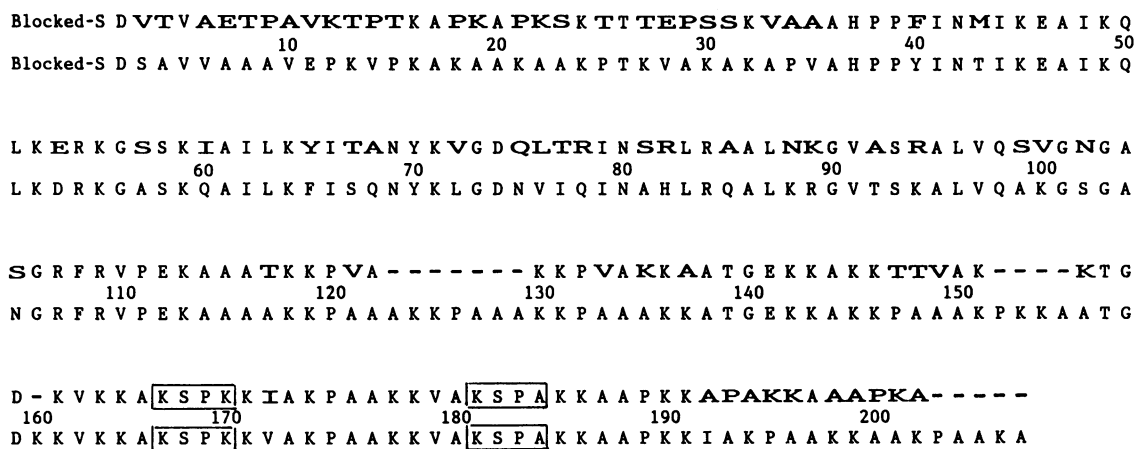 Blocked-S D V T V A E T P A V K T P T K A P K A P K S K T T T E P S S K V A A A H P P F I N M I K E A I K Q
10 20 30 40 50
Blocked-S D S A V V A A A V E P K V P K A K A A K A A K P T K V A K A K A P V A H P P Y I N T I K E A I K Q
L K E R K G S S K I A I L K Y I T A N Y K V G D Q L T R I N S R L R A A L N K G V A S R A L V Q S V G N G A
60 70 80 90 100
L K D R K G A S K Q A I L K F I S Q N Y K L G D N V I Q I N A H L R Q A L K R G V T S K A L V Q A K G S G A
S G R F R V P E K A A A T K K P V A - - - - - - - K K P V A K K A A T G E K K A K K T T V A K - - - - K T G
110 120 130 140 150
N G R F R V P E K A A A A K K P A A A K K P A A A K K P A A A K K A T G E K K A K K P A A A K P K K A A T G
D - K V K K A K S P K K I A K P A A K K V A K S P A K K A A P K K A P A K K A A A P K A - - - - -
160 170 180 190 200
D K K V K K A K S P K K V A K P A A K K V A K S P A K K A A P K K I A K P A A K K A A K P A A K A